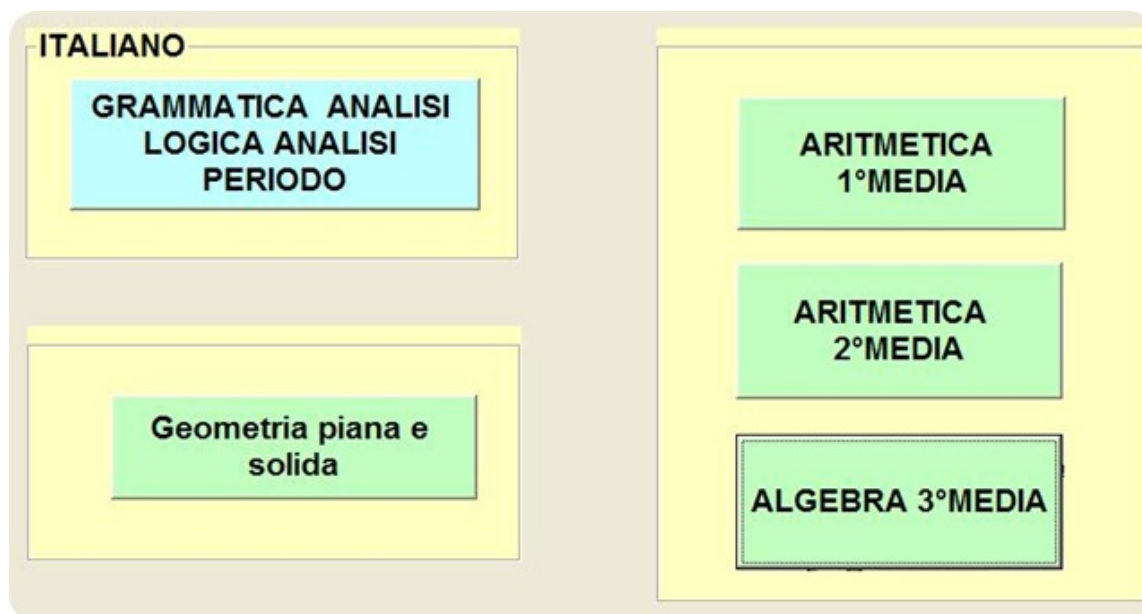 ITALIANO
GRAMMATICA ANALISI
LOGICA ANALISI
PERIODO
Geometria piana e
solida
ARITMETICA
1°MEDIA
ARITMETICA
2°MEDIA
ALGEBRA 3°MEDIA